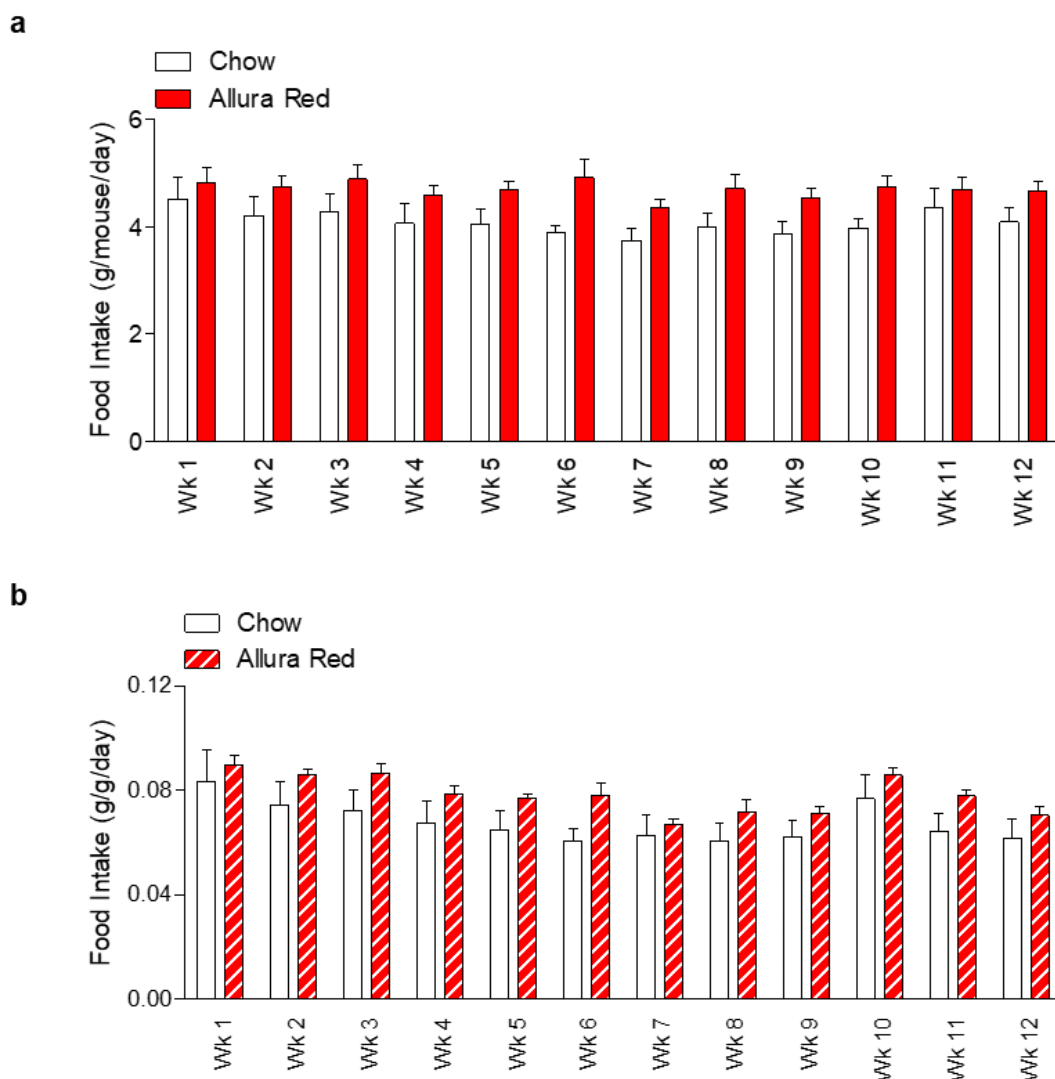 a
Chow
Allura Red
Food Intake (g/mouse/day)
6
4
2
0
Wk 1
Wk 2
Wk 3
Wk 4
Wk 5
Wk 6
Wk 7
Wk 8
Wk 9
Wk 10
Wk 11
Wk 12
b
Chow
Allura Red
Food Intake (g/g/day)
0.12
0.08
0.04
0.00
Wk 1
Wk 2
Wk 3
Wk 4
Wk 5
Wk 6
Wk 7
Wk 8
Wk 9
Wk 10
Wk 11
Wk 12